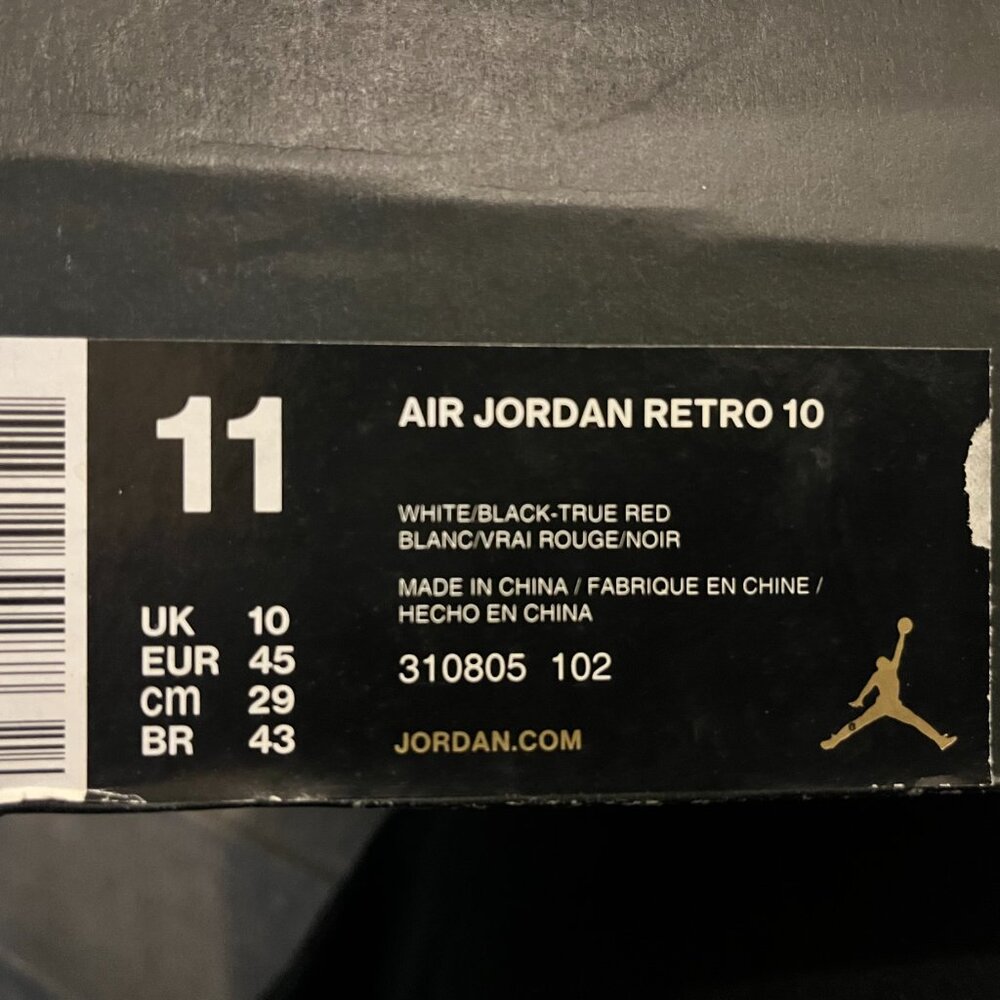 11
AIR JORDAN RETRO 10
WHITE/BLACK-TRUE RED
BLANC/VRAI ROUGE/NOIR
MADE IN CHINA / FABRIQUE EN CHINE /
HECHO EN CHINA
310805 102
JORDAN.COM
UK 10
EUR 45
cm 29
BR 43